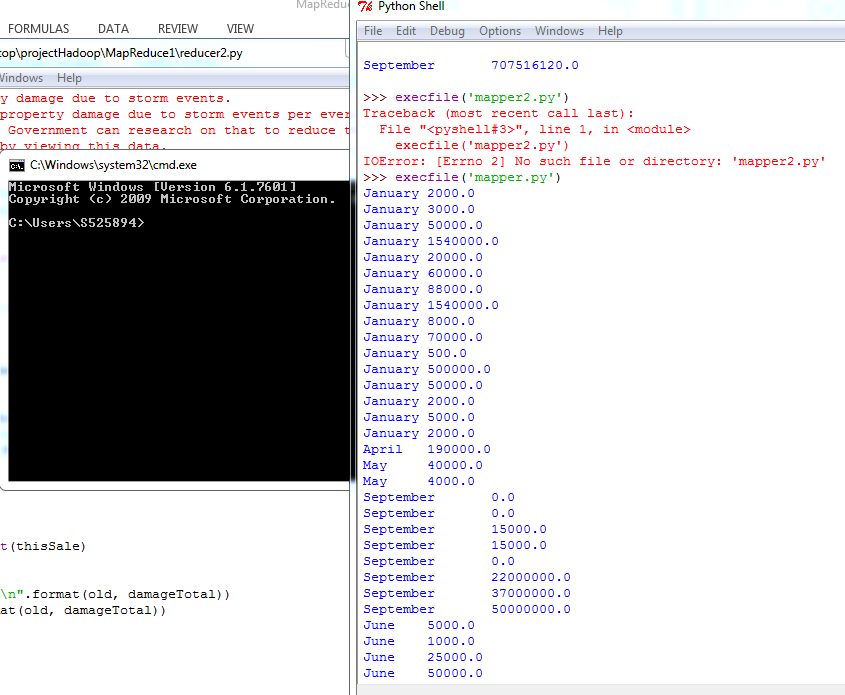 MapReduc
FORMULAS DATA REVIEW VIEW
top\projectHadoop\MapReduce1\reducer2.py
Windows Help
y damage due to storm events.
property damage due to storm events per ever
Government can research on that to reduce t
by viewing this data.
C:\Windows\system32\cmd.exe
Microsoft Windows [Version 6.1.7601]
Copyright (c) 2009 Microsoft Corporation.
C:\Users\S525894>
t(thisSale)
\n".format(old, damageTotal))
at(old, damageTotal))
Python Shell
File Edit Debug Options Windows Help
September 707516120.0
>>> execfile('mapper2.py')
Traceback (most recent call last):
File "<pyshell#3>", line 1, in <module>
execfile('mapper2.py')
IOError: [Errno 2] No such file or directory: 'mapper2.py'
>>> execfile('mapper.py')
January 2000.0
January 3000.0
January 50000.0
January 1540000.0
January 20000.0
January 60000.0
January 88000.0
January 1540000.0
January 8000.0
January 70000.0
January 500.0
January 500000.0
January 50000.0
January 2000.0
January 5000.0
January 2000.0
April 190000.0
May 40000.0
May 4000.0
September 0.0
September 0.0
September 15000.0
September 15000.0
September 0.0
September 22000000.0
September 37000000.0
September 50000000.0
June 5000.0
June 1000.0
June 25000.0
June 50000.0